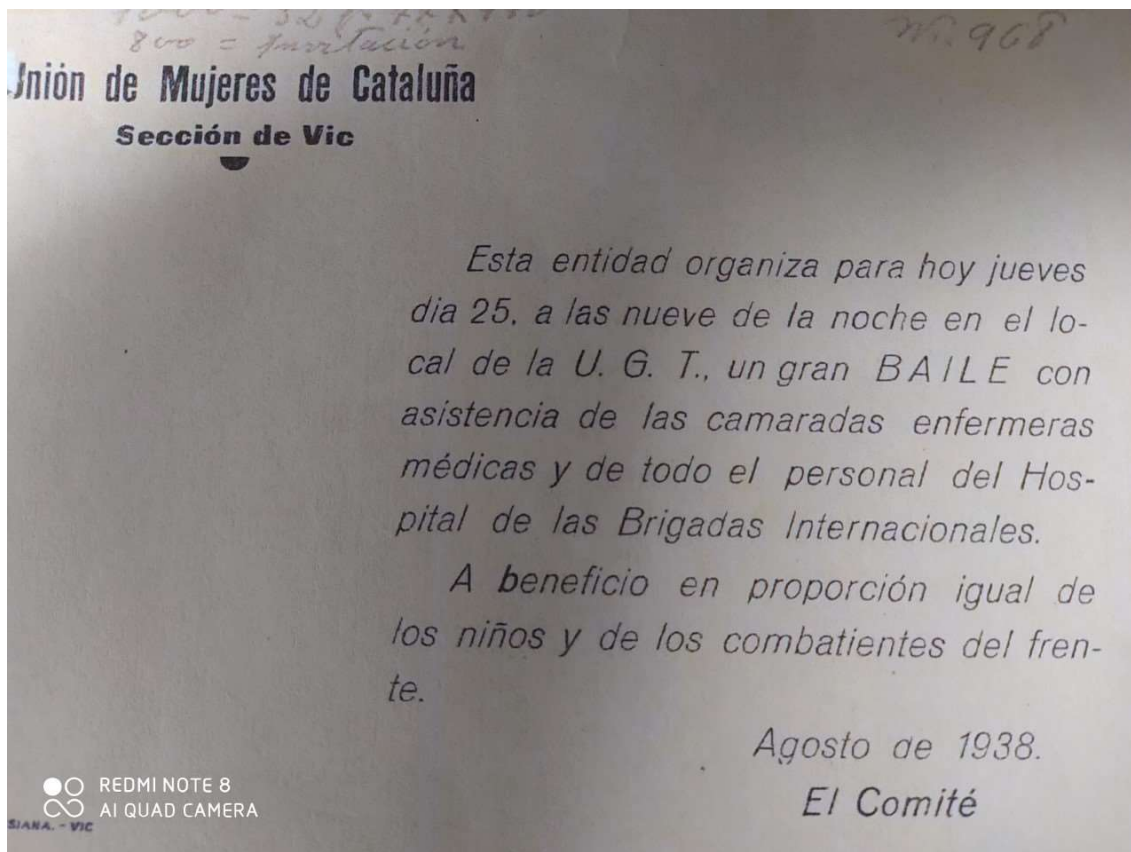 800 = Invitación
Nº. 968
Unión de Mujeres de Cataluña
Sección de Vic
Esta entidad organiza para hoy jueves
dia 25, a las nueve de la noche en el lo-
cal de la U. G. T., un gran BAILE con
asistencia de las camaradas enfermeras
médicas y de todo el personal del Hos-
pital de las Brigadas Internacionales.
A beneficio en proporción igual de
los niños y de los combatientes del fren-
te.
Agosto de 1938.
El Comité
REDMI NOTE 8
AI QUAD CAMERA
SIANA. - VIC